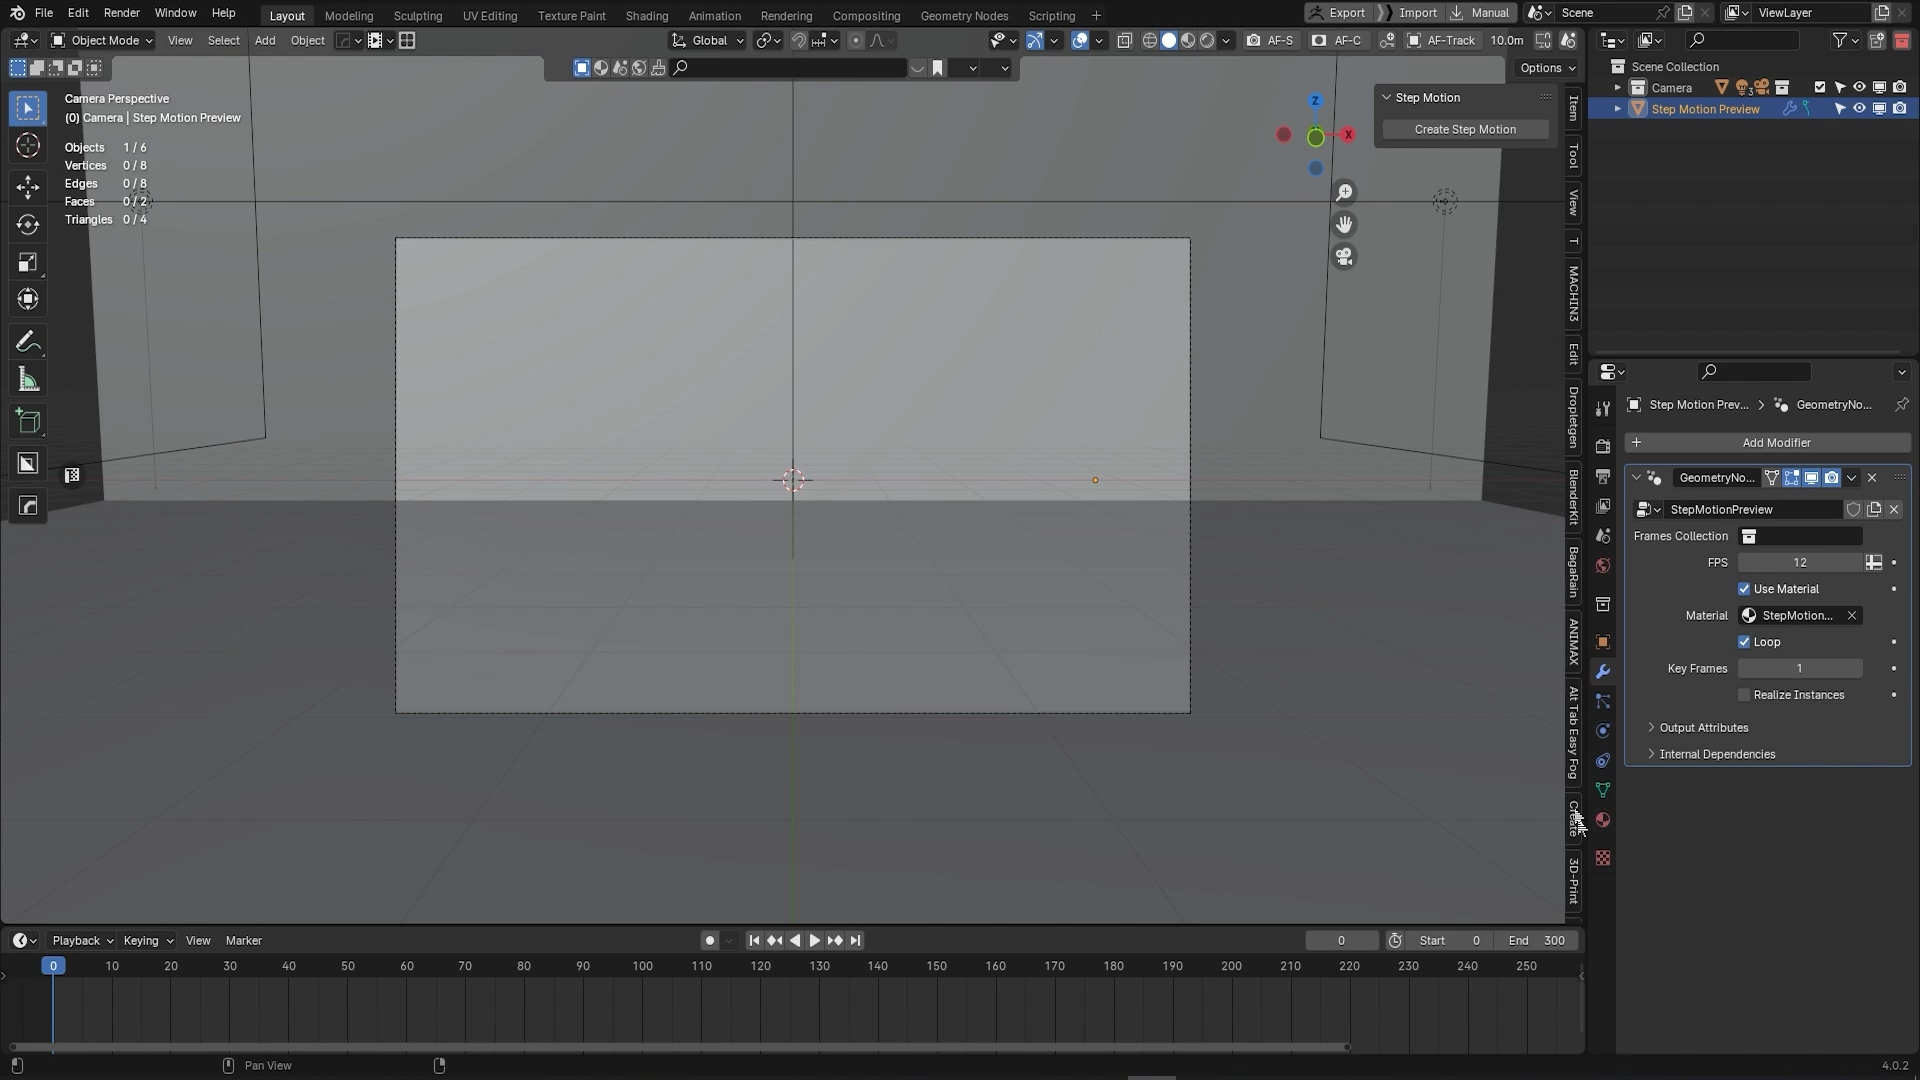 File Edit Render Window Help
Layout Modeling Sculpting UV Editing Texture Paint Shading Animation Rendering Compositing Geometry Nodes Scripting +
Export Import Manual Scene ViewLayer
Object Mode View Select Add Object Global AF-S AF-C AF-Track 10.0m
Options
Camera Perspective
(0) Camera | Step Motion Preview
Objects 1 / 6
Vertices 0 / 8
Edges 0 / 8
Faces 0 / 2
Triangles 0 / 4
Z
X
Step Motion
Create Step Motion
Item
Tool
View
T
MACHIN3
Edit
Dropletgen
BlenderKit
BagaRain
ANIMAX
Alt Tab Easy Fog
Create
3D-Print
Scene Collection
Camera 3
Step Motion Preview
Step Motion Prev... GeometryNo...
+ Add Modifier
GeometryNo...
StepMotionPreview
Frames Collection
FPS 12
Use Material
Material StepMotion...
Loop
Key Frames 1
Realize Instances
Output Attributes
Internal Dependencies
Playback Keying View Marker
0 Start 0 End 300
0 10 20 30 40 50 60 70 80 90 100 110 120 130 140 150 160 170 180 190 200 210 220 230 240 250
Pan View
4.0.2